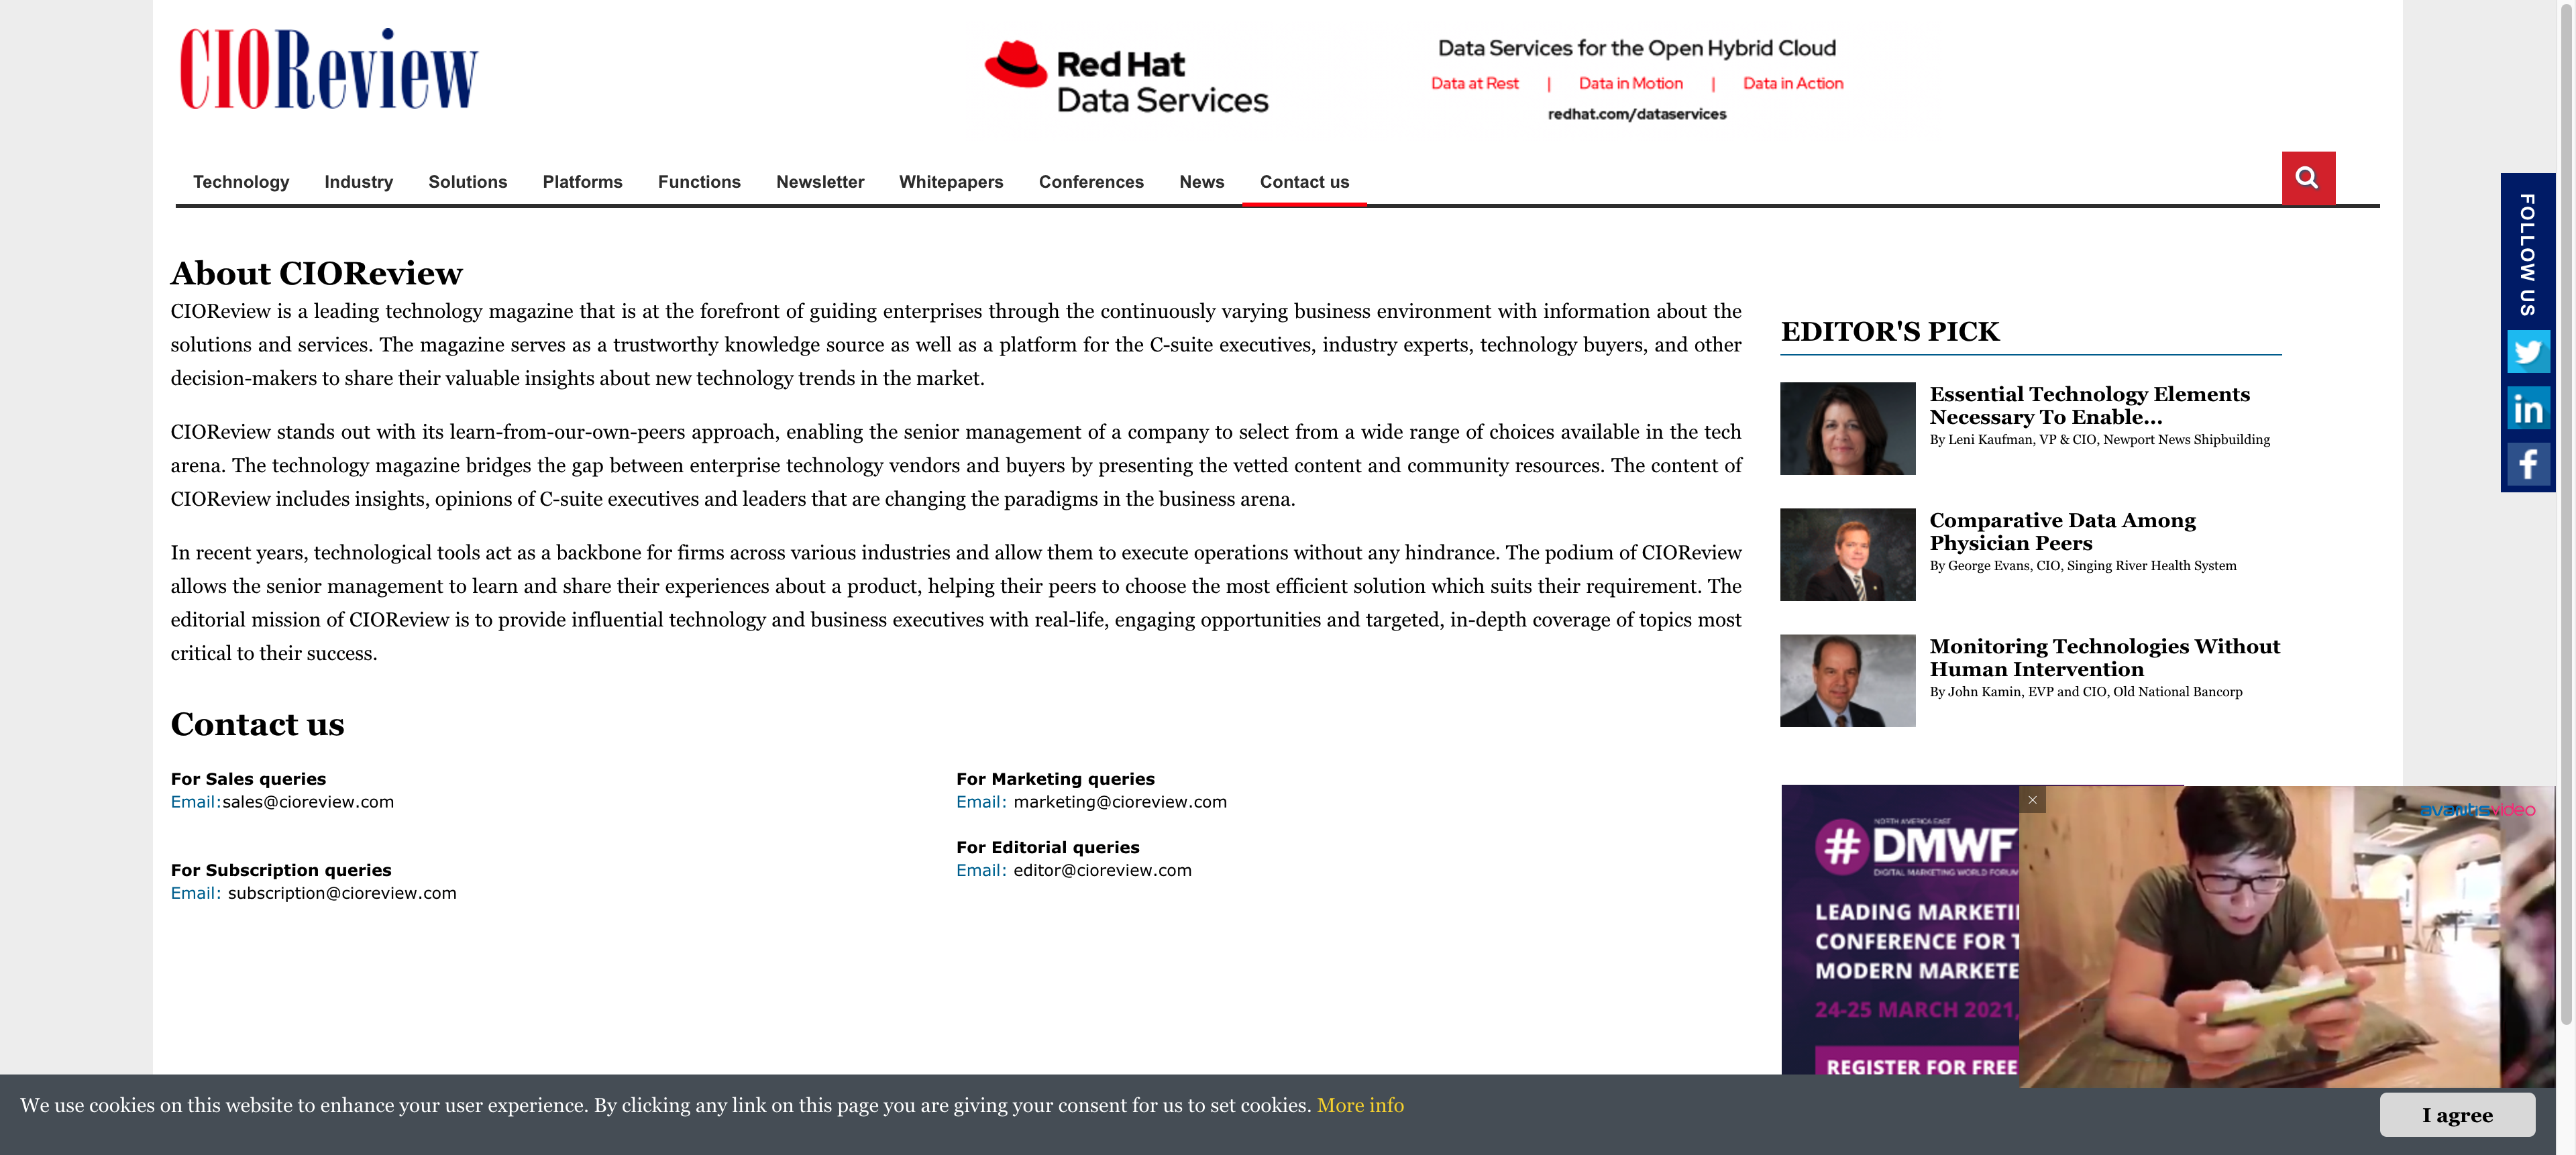 CIOReview
Red Hat
Data Services
Data Services for the Open Hybrid Cloud
Data at Rest | Data in Motion | Data in Action
redhat.com/dataservices
Technology Industry Solutions Platforms Functions Newsletter Whitepapers Conferences News Contact us
FOLLOW US
About CIOReview
CIOReview is a leading technology magazine that is at the forefront of guiding enterprises through the continuously varying business environment with information about the
solutions and services. The magazine serves as a trustworthy knowledge source as well as a platform for the C-suite executives, industry experts, technology buyers, and other
decision-makers to share their valuable insights about new technology trends in the market.
CIOReview stands out with its learn-from-our-own-peers approach, enabling the senior management of a company to select from a wide range of choices available in the tech
arena. The technology magazine bridges the gap between enterprise technology vendors and buyers by presenting the vetted content and community resources. The content of
CIOReview includes insights, opinions of C-suite executives and leaders that are changing the paradigms in the business arena.
In recent years, technological tools act as a backbone for firms across various industries and allow them to execute operations without any hindrance. The podium of CIOReview
allows the senior management to learn and share their experiences about a product, helping their peers to choose the most efficient solution which suits their requirement. The
editorial mission of CIOReview is to provide influential technology and business executives with real-life, engaging opportunities and targeted, in-depth coverage of topics most
critical to their success.
Contact us
For Sales queries
Email:sales@cioreview.com
For Subscription queries
Email: subscription@cioreview.com
For Marketing queries
Email: marketing@cioreview.com
For Editorial queries
Email: editor@cioreview.com
EDITOR'S PICK
Essential Technology Elements
Necessary To Enable...
By Leni Kaufman, VP & CIO, Newport News Shipbuilding
Comparative Data Among
Physician Peers
By George Evans, CIO, Singing River Health System
Monitoring Technologies Without
Human Intervention
By John Kamin, EVP and CIO, Old National Bancorp
NORTH AMERICA EAST
#DMWF
DIGITAL MARKETING WORLD FORUM
LEADING MARKETI
CONFERENCE FOR T
MODERN MARKETE
24-25 MARCH 2021,
REGISTER FOR FREE
avantisvideo
We use cookies on this website to enhance your user experience. By clicking any link on this page you are giving your consent for us to set cookies. More info
I agree